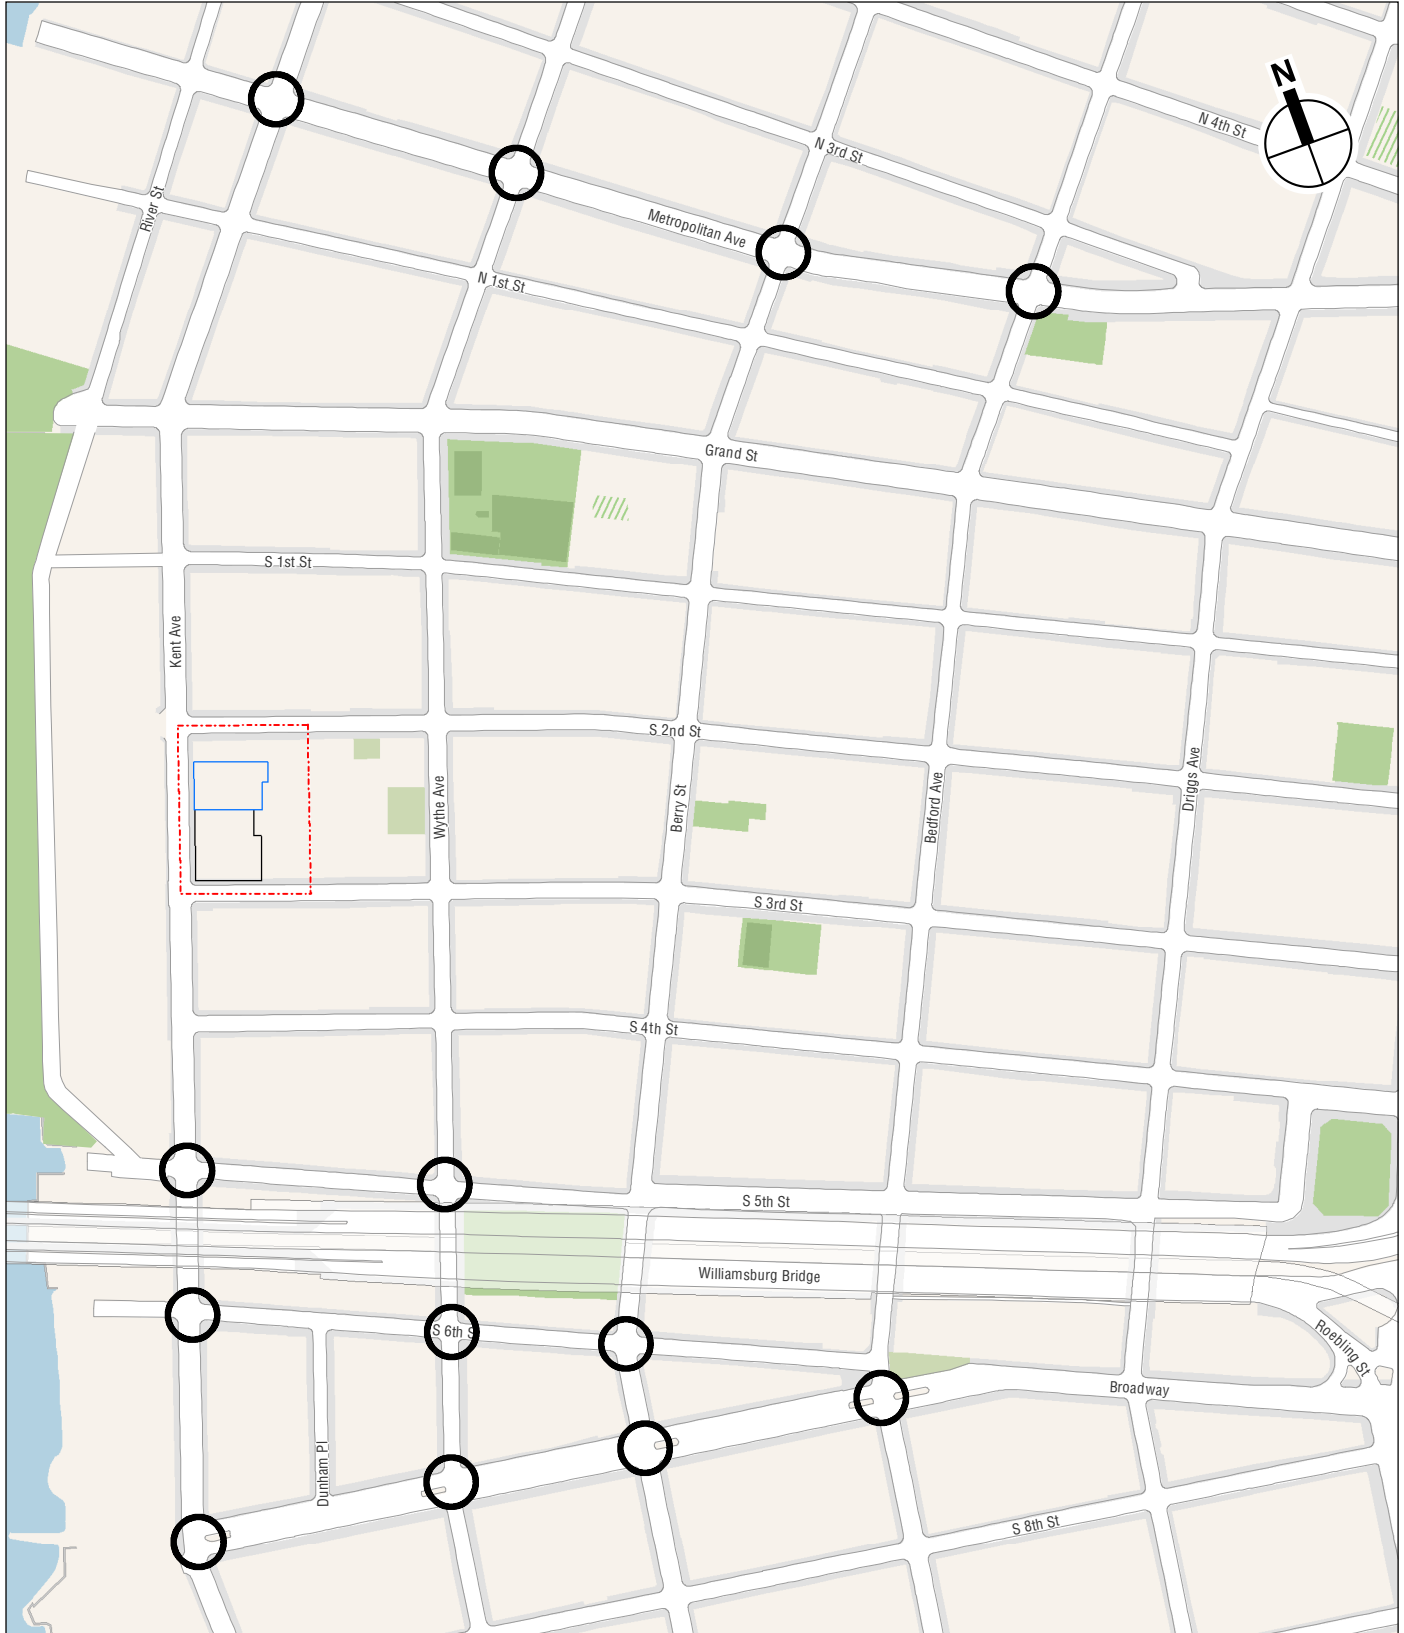 N
N 4th St
N 3rd St
River St
Metropolitan Ave
N 1st St
Grand St
S 1st St
Kent Ave
S 2nd St
Wythe Ave
Berry St
Bedford Ave
Driggs Ave
S 3rd St
S 4th St
S 5th St
Williamsburg Bridge
S 6th S
Roebling St
Broadway
Dunham Pl
S 8th St